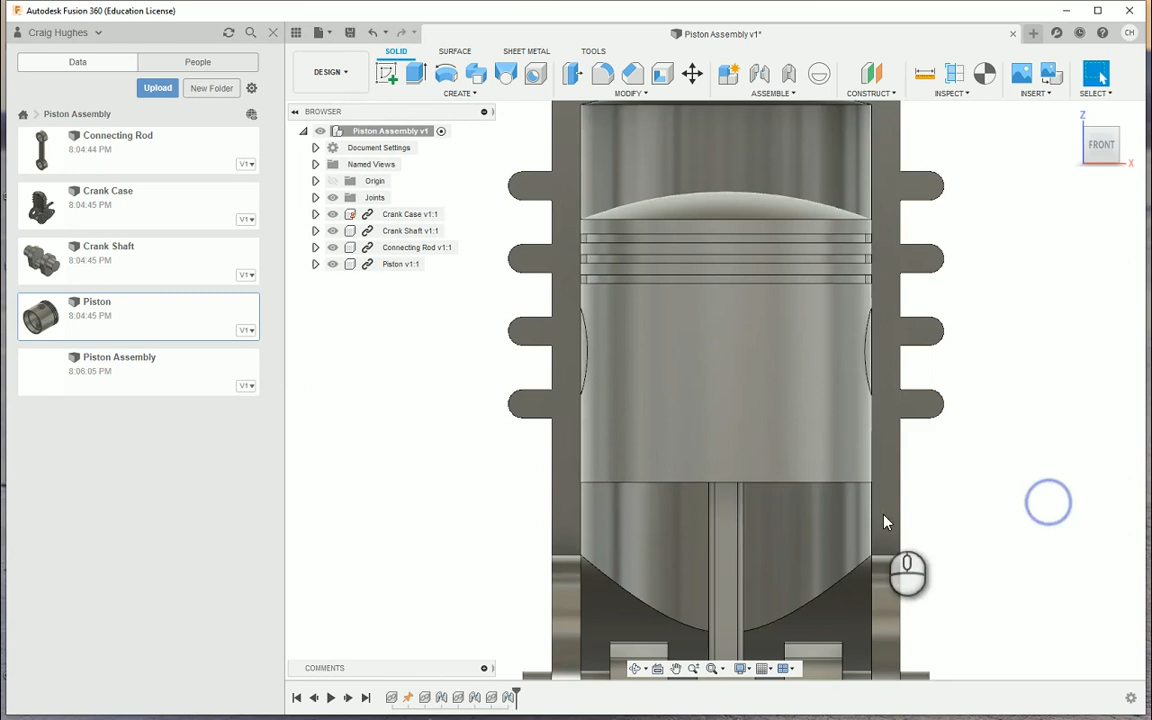 Autodesk Fusion 360 (Education License)
Craig Hughes
Piston Assembly v1*
CH
Data
People
Upload
New Folder
Piston Assembly
Connecting Rod
8:04:44 PM
V1
Crank Case
8:04:45 PM
V1
Crank Shaft
8:04:45 PM
V1
Piston
8:04:45 PM
V1
Piston Assembly
8:06:05 PM
V1
SOLID
SURFACE
SHEET METAL
TOOLS
DESIGN
CREATE
MODIFY
ASSEMBLE
CONSTRUCT
INSPECT
INSERT
SELECT
BROWSER
Piston Assembly v1
Document Settings
Named Views
Origin
Joints
Crank Case v1:1
Crank Shaft v1:1
Connecting Rod v1:1
Piston v1:1
Z
FRONT
X
COMMENTS